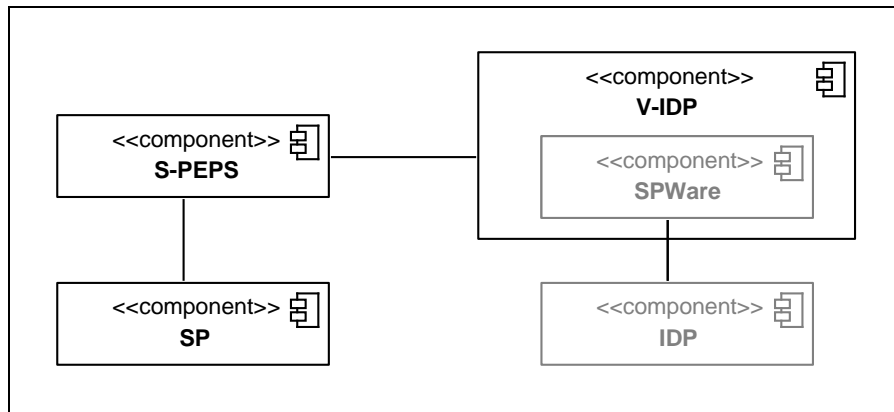 <<component>>
V-IDP
<<component>>
S-PEPS
<<component>>
SPWare
<<component>>
SP
<<component>>
IDP